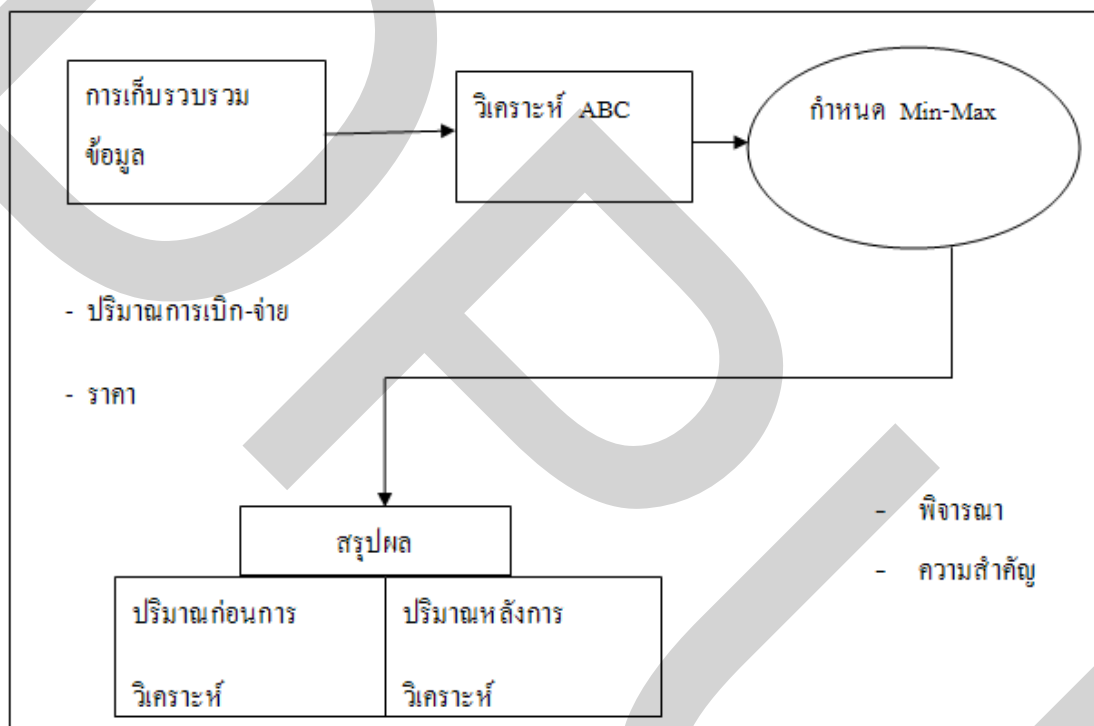 การเก็บรวบรวม
ข้อมูล
วิเคราะห์ ABC
กำหนด Min-Max
- ปริมาณการเบิก-จ่าย
- ราคา
- พิจารณา
- ความสำคัญ
สรุปผล
ปริมาณก่อนการ
วิเคราะห์
ปริมาณหลังการ
วิเคราะห์